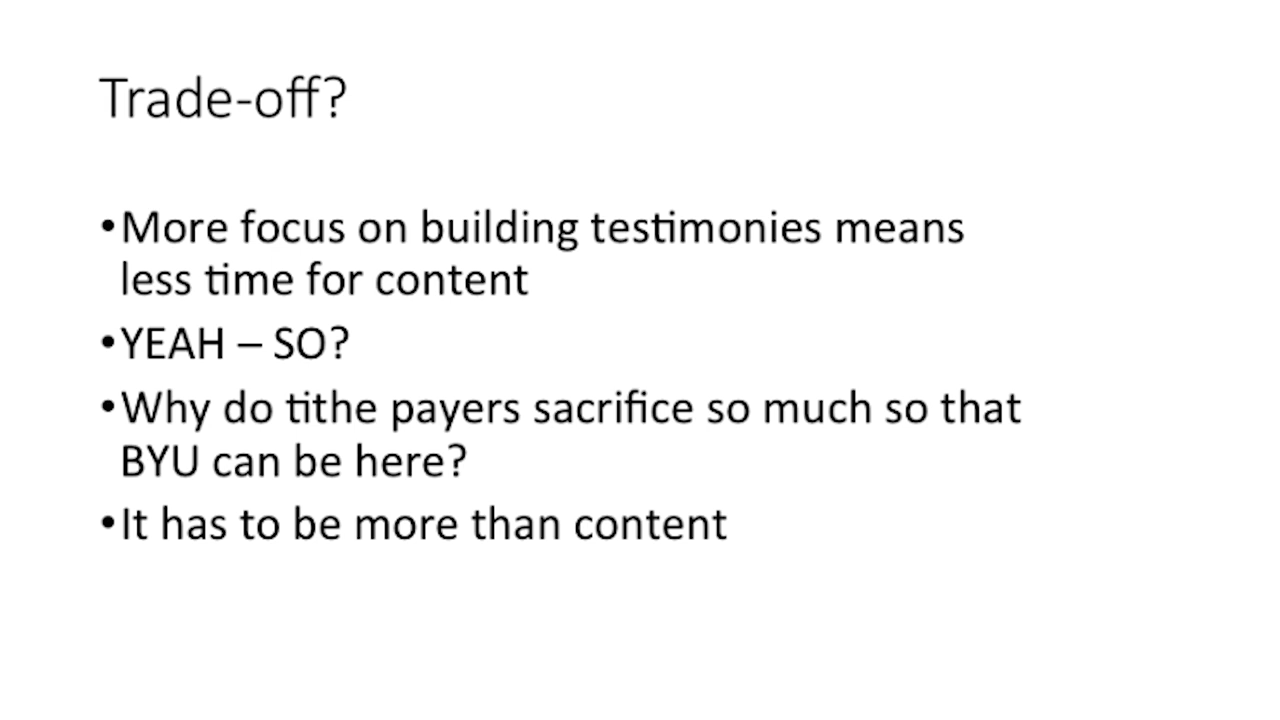 Trade-off?
•More focus on building testimonies means
less time for content
•YEAH – SO?
•Why do tithe payers sacrifice so much so that
BYU can be here?
•It has to be more than content